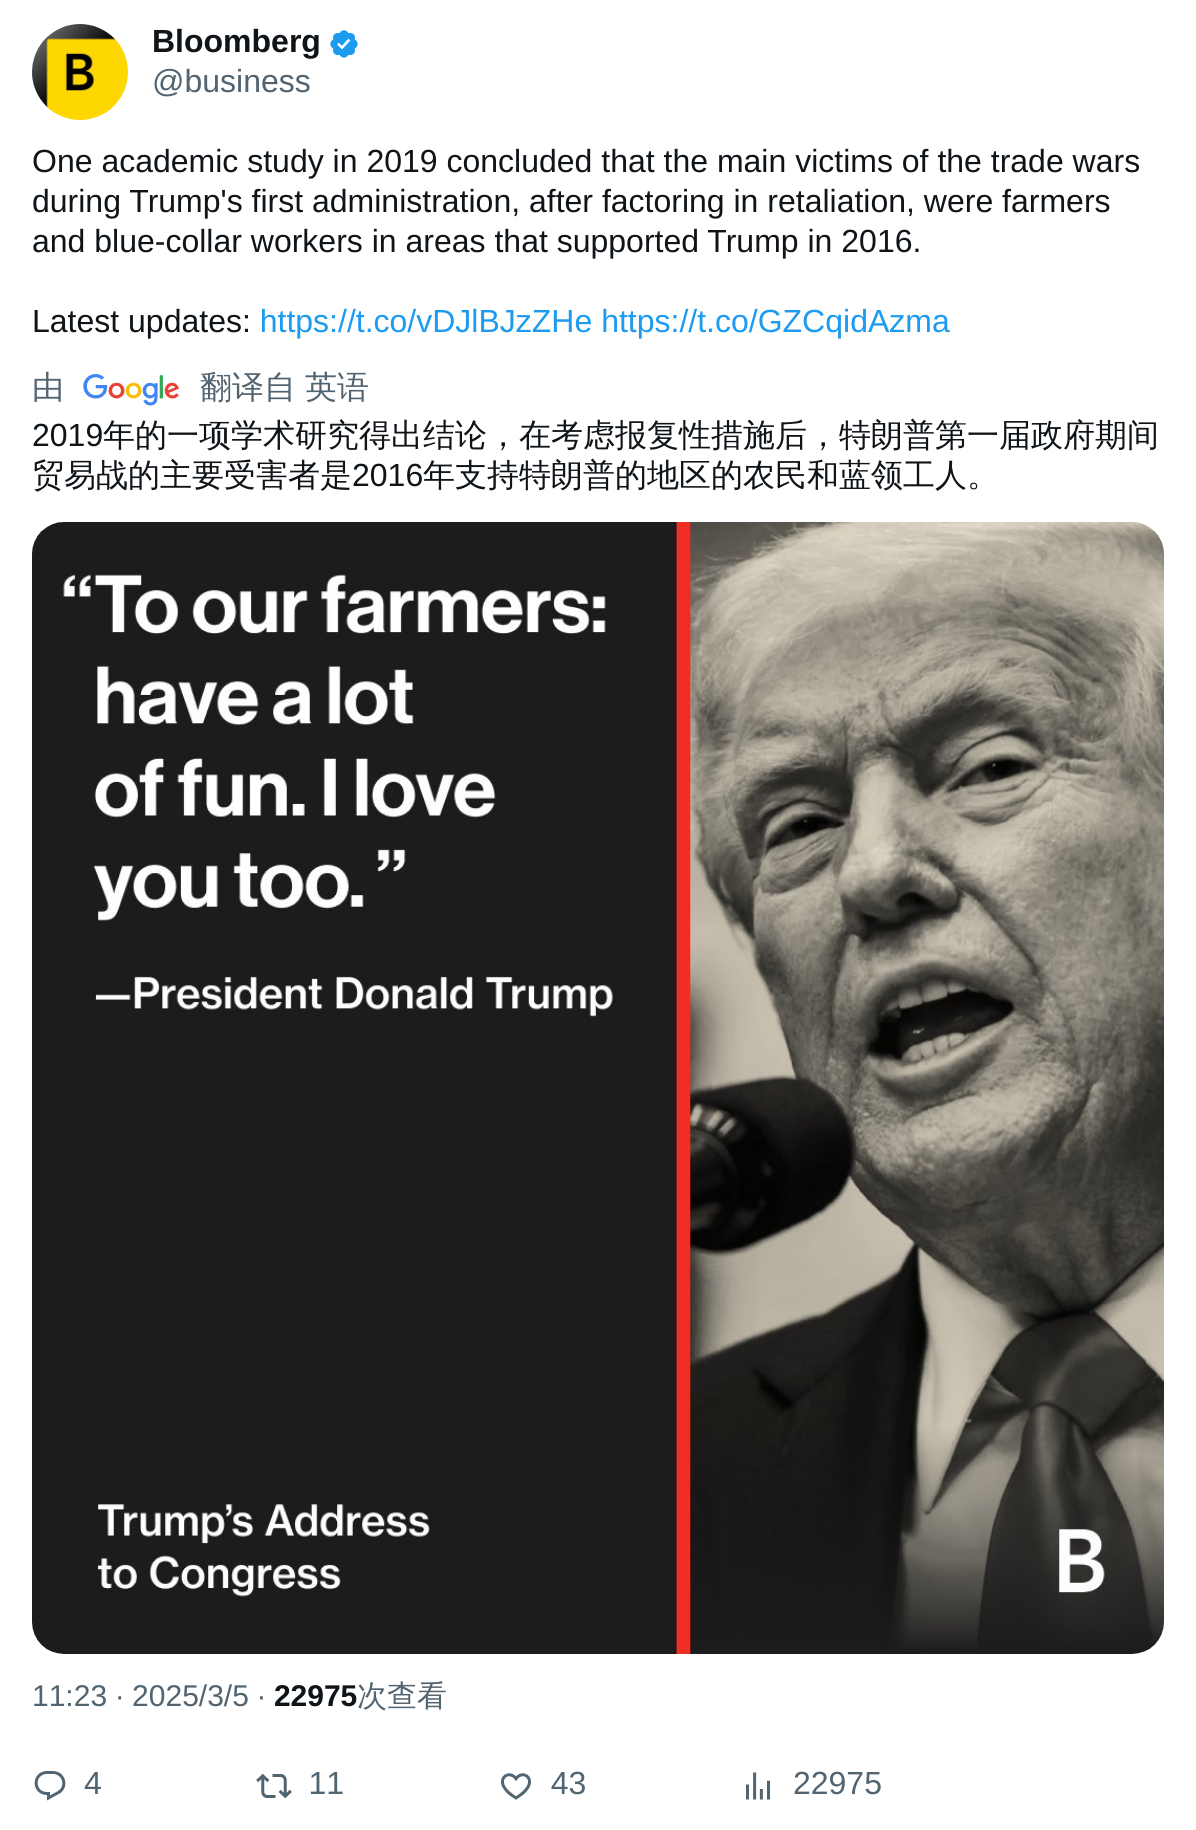 B
Bloomberg
@business
One academic study in 2019 concluded that the main victims of the trade wars
during Trump's first administration, after factoring in retaliation, were farmers
and blue-collar workers in areas that supported Trump in 2016.
Latest updates: https://t.co/vDJlBJzZHe https://t.co/GZCqidAzma
由 Google 翻译自 英语
2019年的一项学术研究得出结论，在考虑报复性措施后，特朗普第一届政府期间
贸易战的主要受害者是2016年支持特朗普的地区的农民和蓝领工人。
“To our farmers:
have a lot
of fun. I love
you too.”
—President Donald Trump
Trump’s Address
to Congress
B
11:23 · 2025/3/5 · 22975次查看
4 11 43 22975